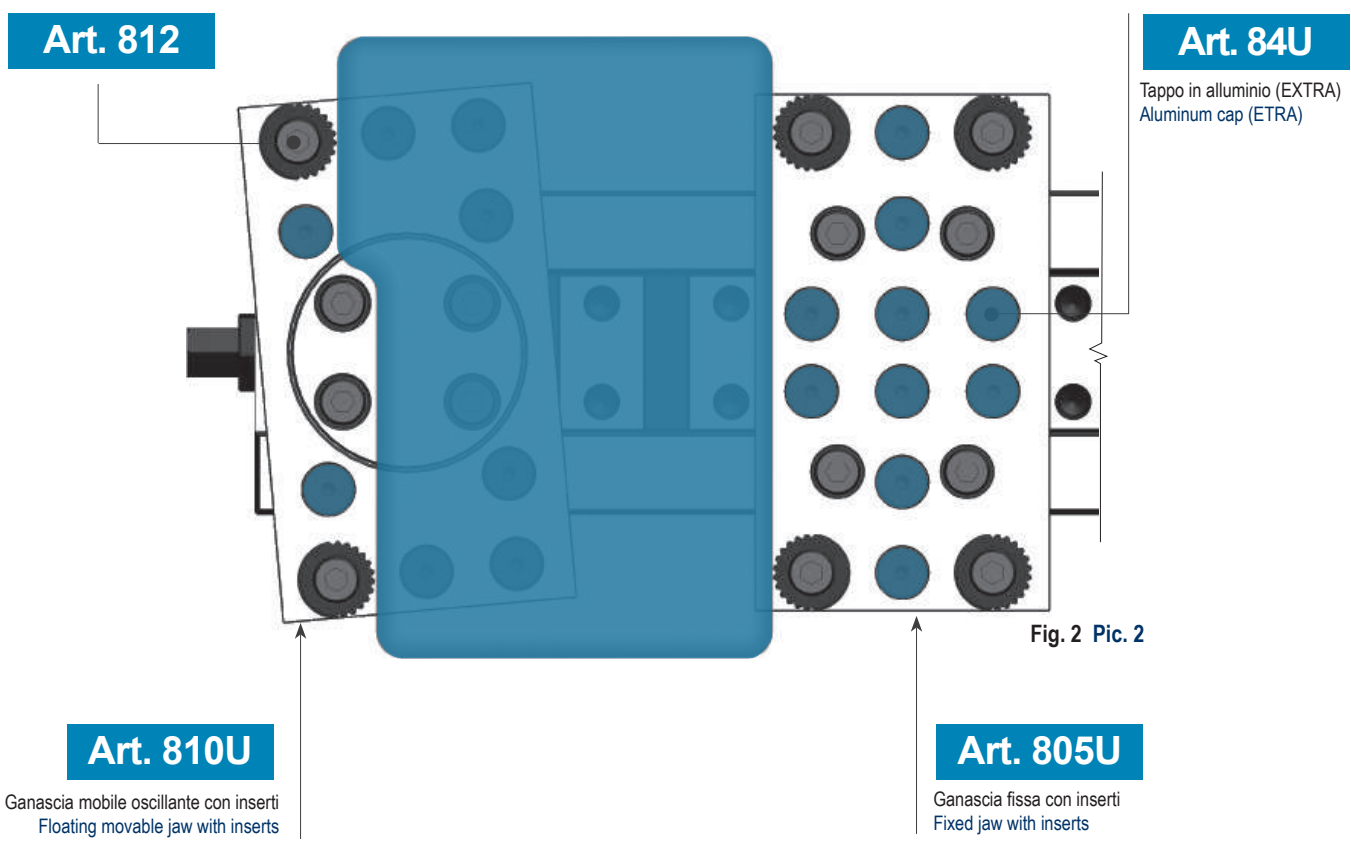 Art. 812
Art. 84U
Tappo in alluminio (EXTRA)
Aluminum cap (ETRA)
Fig. 2 Pic. 2
Art. 810U
Ganascia mobile oscillante con inserti
Floating movable jaw with inserts
Art. 805U
Ganascia fissa con inserti
Fixed jaw with inserts